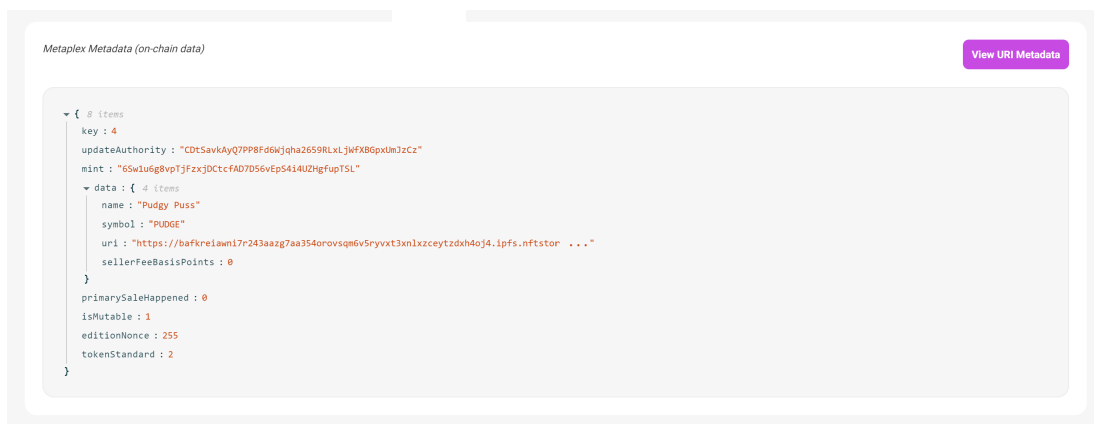 Metaplex Metadata (on-chain data)
View URI Metadata
{ 8 items
key : 4
updateAuthority : "CDtSavkAyQ7PP8Fd6Wjqha2659RLxLjWfXBGpxUmJzCz"
mint : "6Sw1u6g8vpTjFzxjDCtcfAD7D56vEpS4i4UZHgfupTSL"
data : { 4 items
name : "Pudgy Puss"
symbol : "PUDGE"
uri : "https://bafkreiawni7r243aazg7aa354orovsqm6v5ryvxt3xnlxzceytzdxh4oj4.ipfs.nftstor ..."
sellerFeeBasisPoints : 0
}
primarySaleHappened : 0
isMutable : 1
editionNonce : 255
tokenStandard : 2
}